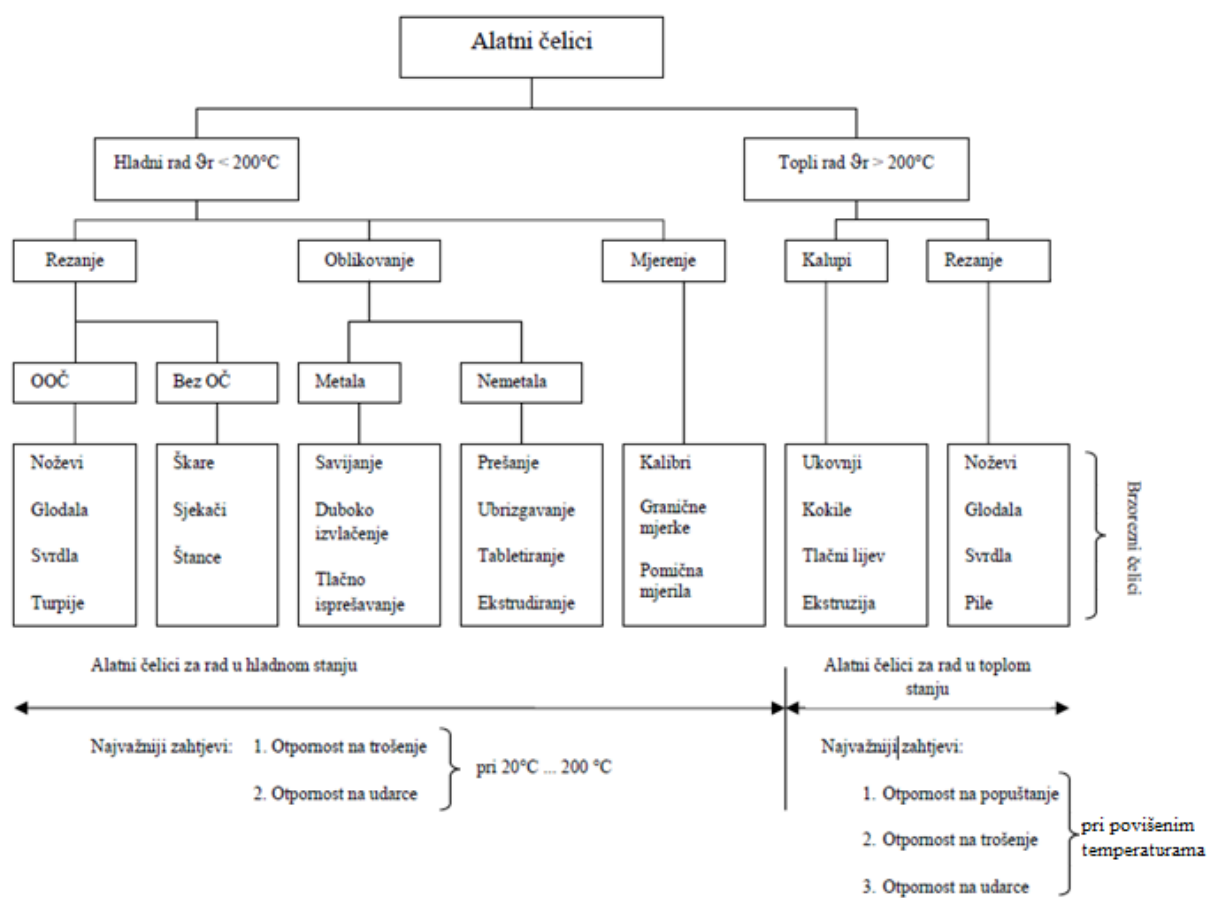 Alatni čelici
Hladni rad ϑr < 200°C
Topli rad ϑr > 200°C
Rezanje
Oblikovanje
Mjerenje
Kalupi
Rezanje
OOČ
Bez OČ
Metala
Nemetala
Noževi
Glodala
Svrdla
Turpije
Škare
Sjekači
Štance
Savijanje
Duboko
izvlačenje
Tlačno
isprešavanje
Prešanje
Ubrizgavanje
Tabletiranje
Ekstrudiranje
Kalibri
Granične
mjerke
Pomična
mjerila
Ukovnji
Kokile
Tlačni lijev
Ekstruzija
Noževi
Glodala
Svrdla
Pile
Brzorezni čelici
Alatni čelici za rad u hladnom stanju
Alatni čelici za rad u toplom
stanju
Najvažniji zahtjevi:
1. Otpornost na trošenje
2. Otpornost na udarce
pri 20°C ... 200 °C
Najvažniji zahtjevi:
1. Otpornost na popuštanje
2. Otpornost na trošenje
3. Otpornost na udarce
pri povišenim
temperaturama